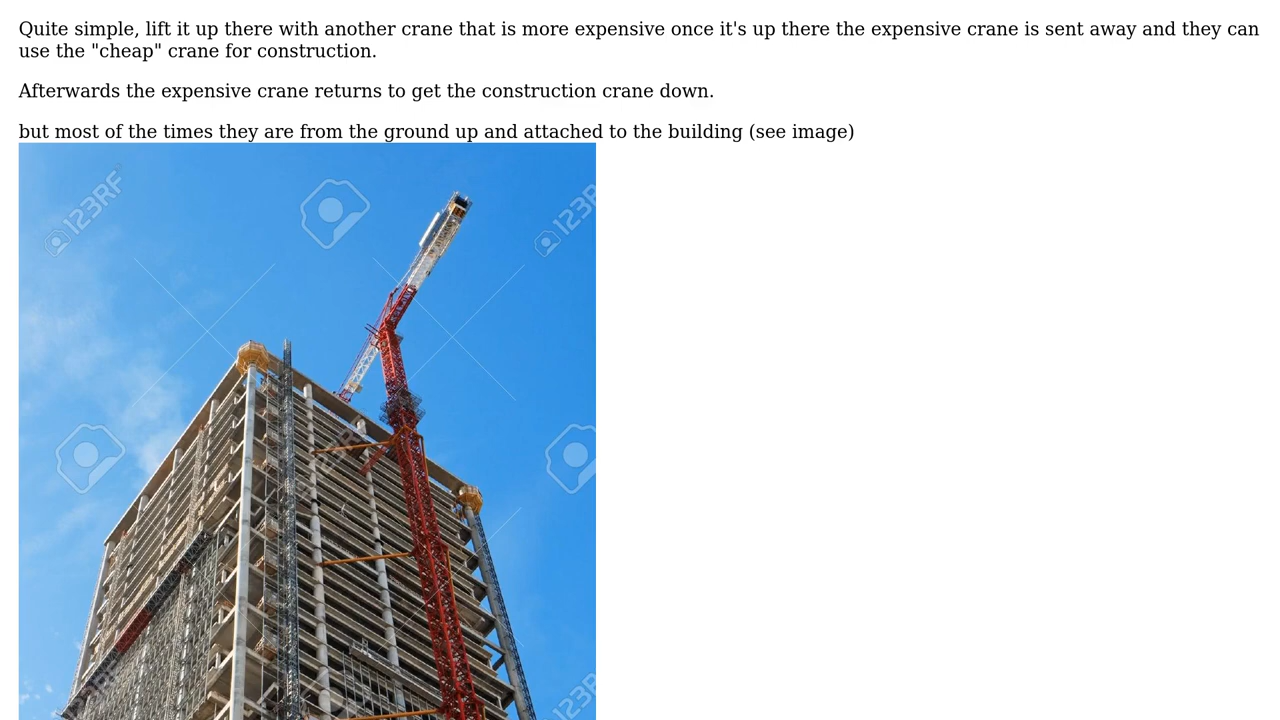 Quite simple, lift it up there with another crane that is more expensive once it's up there the expensive crane is sent away and they can
use the "cheap" crane for construction.
Afterwards the expensive crane returns to get the construction crane down.
but most of the times they are from the ground up and attached to the building (see image)
123RF
123RF
123RF
123RF